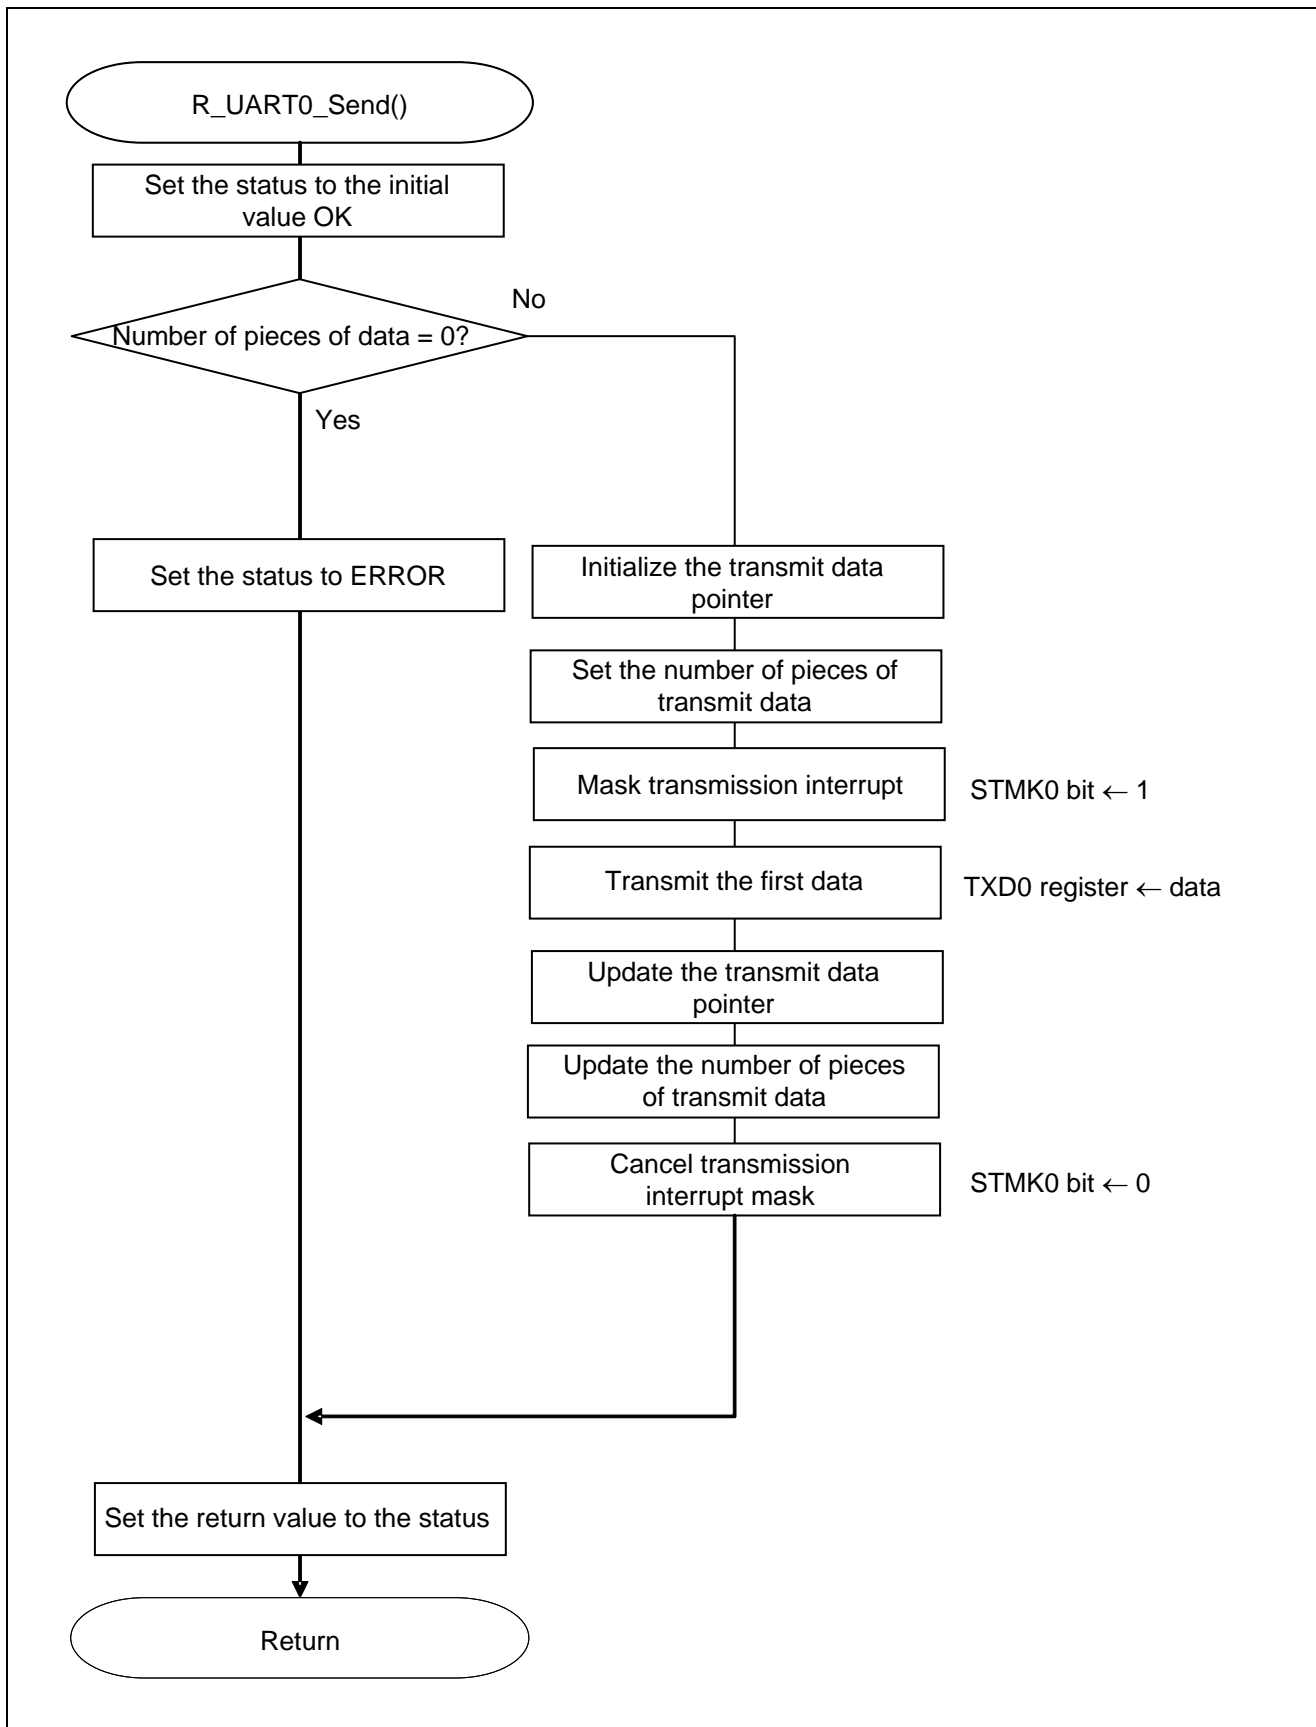 R_UART0_Send()
Set the status to the initial
value OK
No
Number of pieces of data = 0?
Yes
Set the status to ERROR
Initialize the transmit data
pointer
Set the number of pieces of
transmit data
Mask transmission interrupt
STMK0 bit ← 1
Transmit the first data
TXD0 register ← data
Update the transmit data
pointer
Update the number of pieces
of transmit data
Cancel transmission
interrupt mask
STMK0 bit ← 0
Set the return value to the status
Return